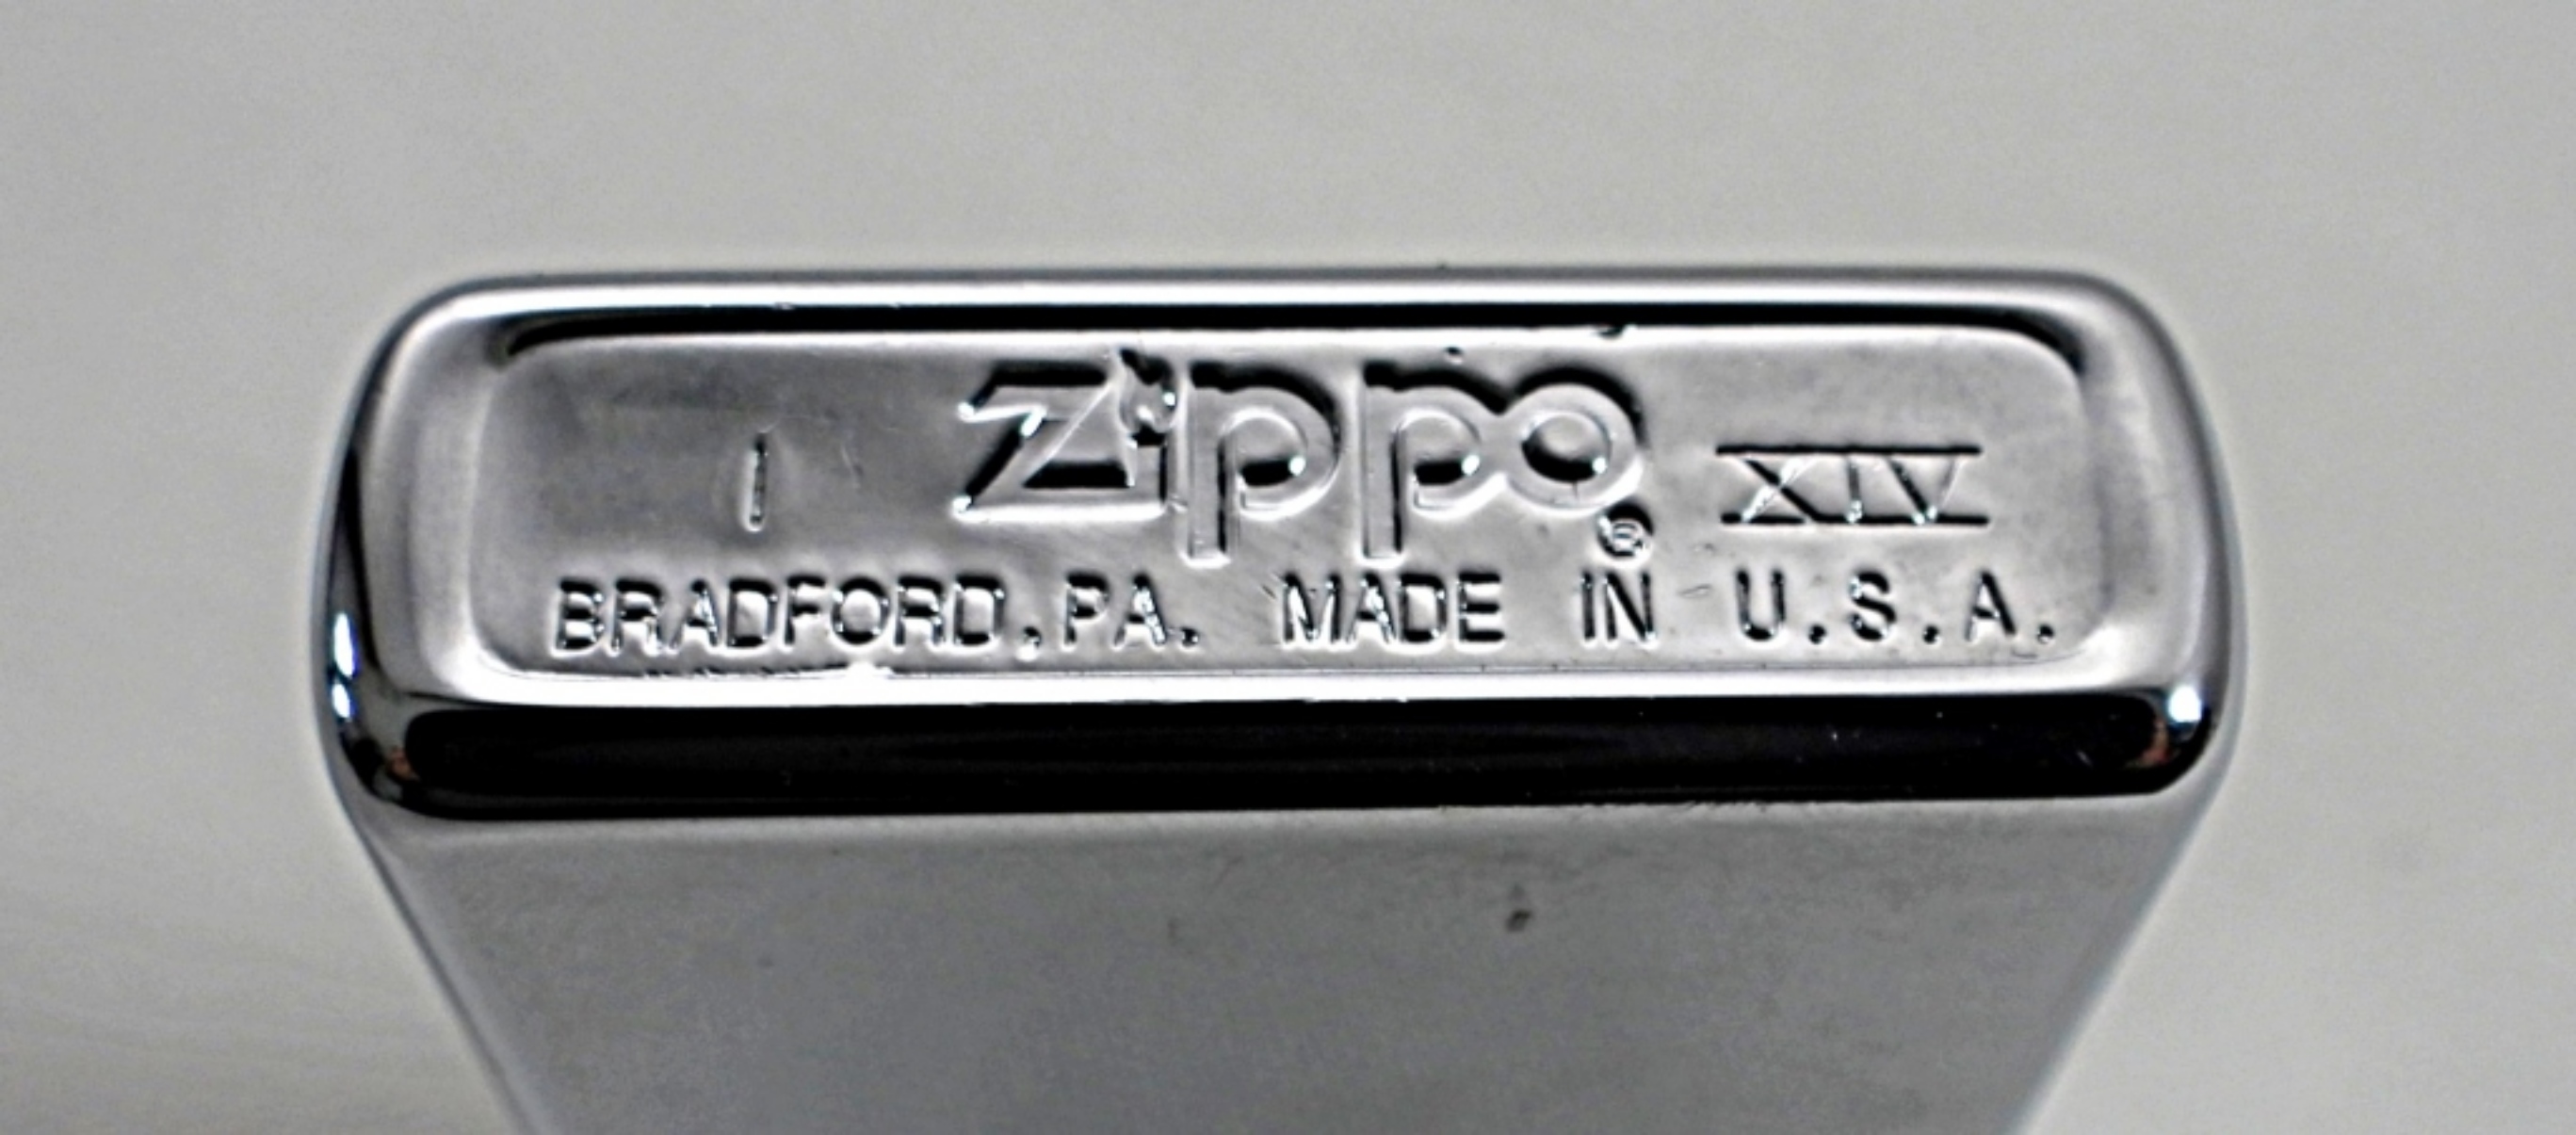 I Zippo® XIV
BRADFORD,PA. MADE IN U.S.A.